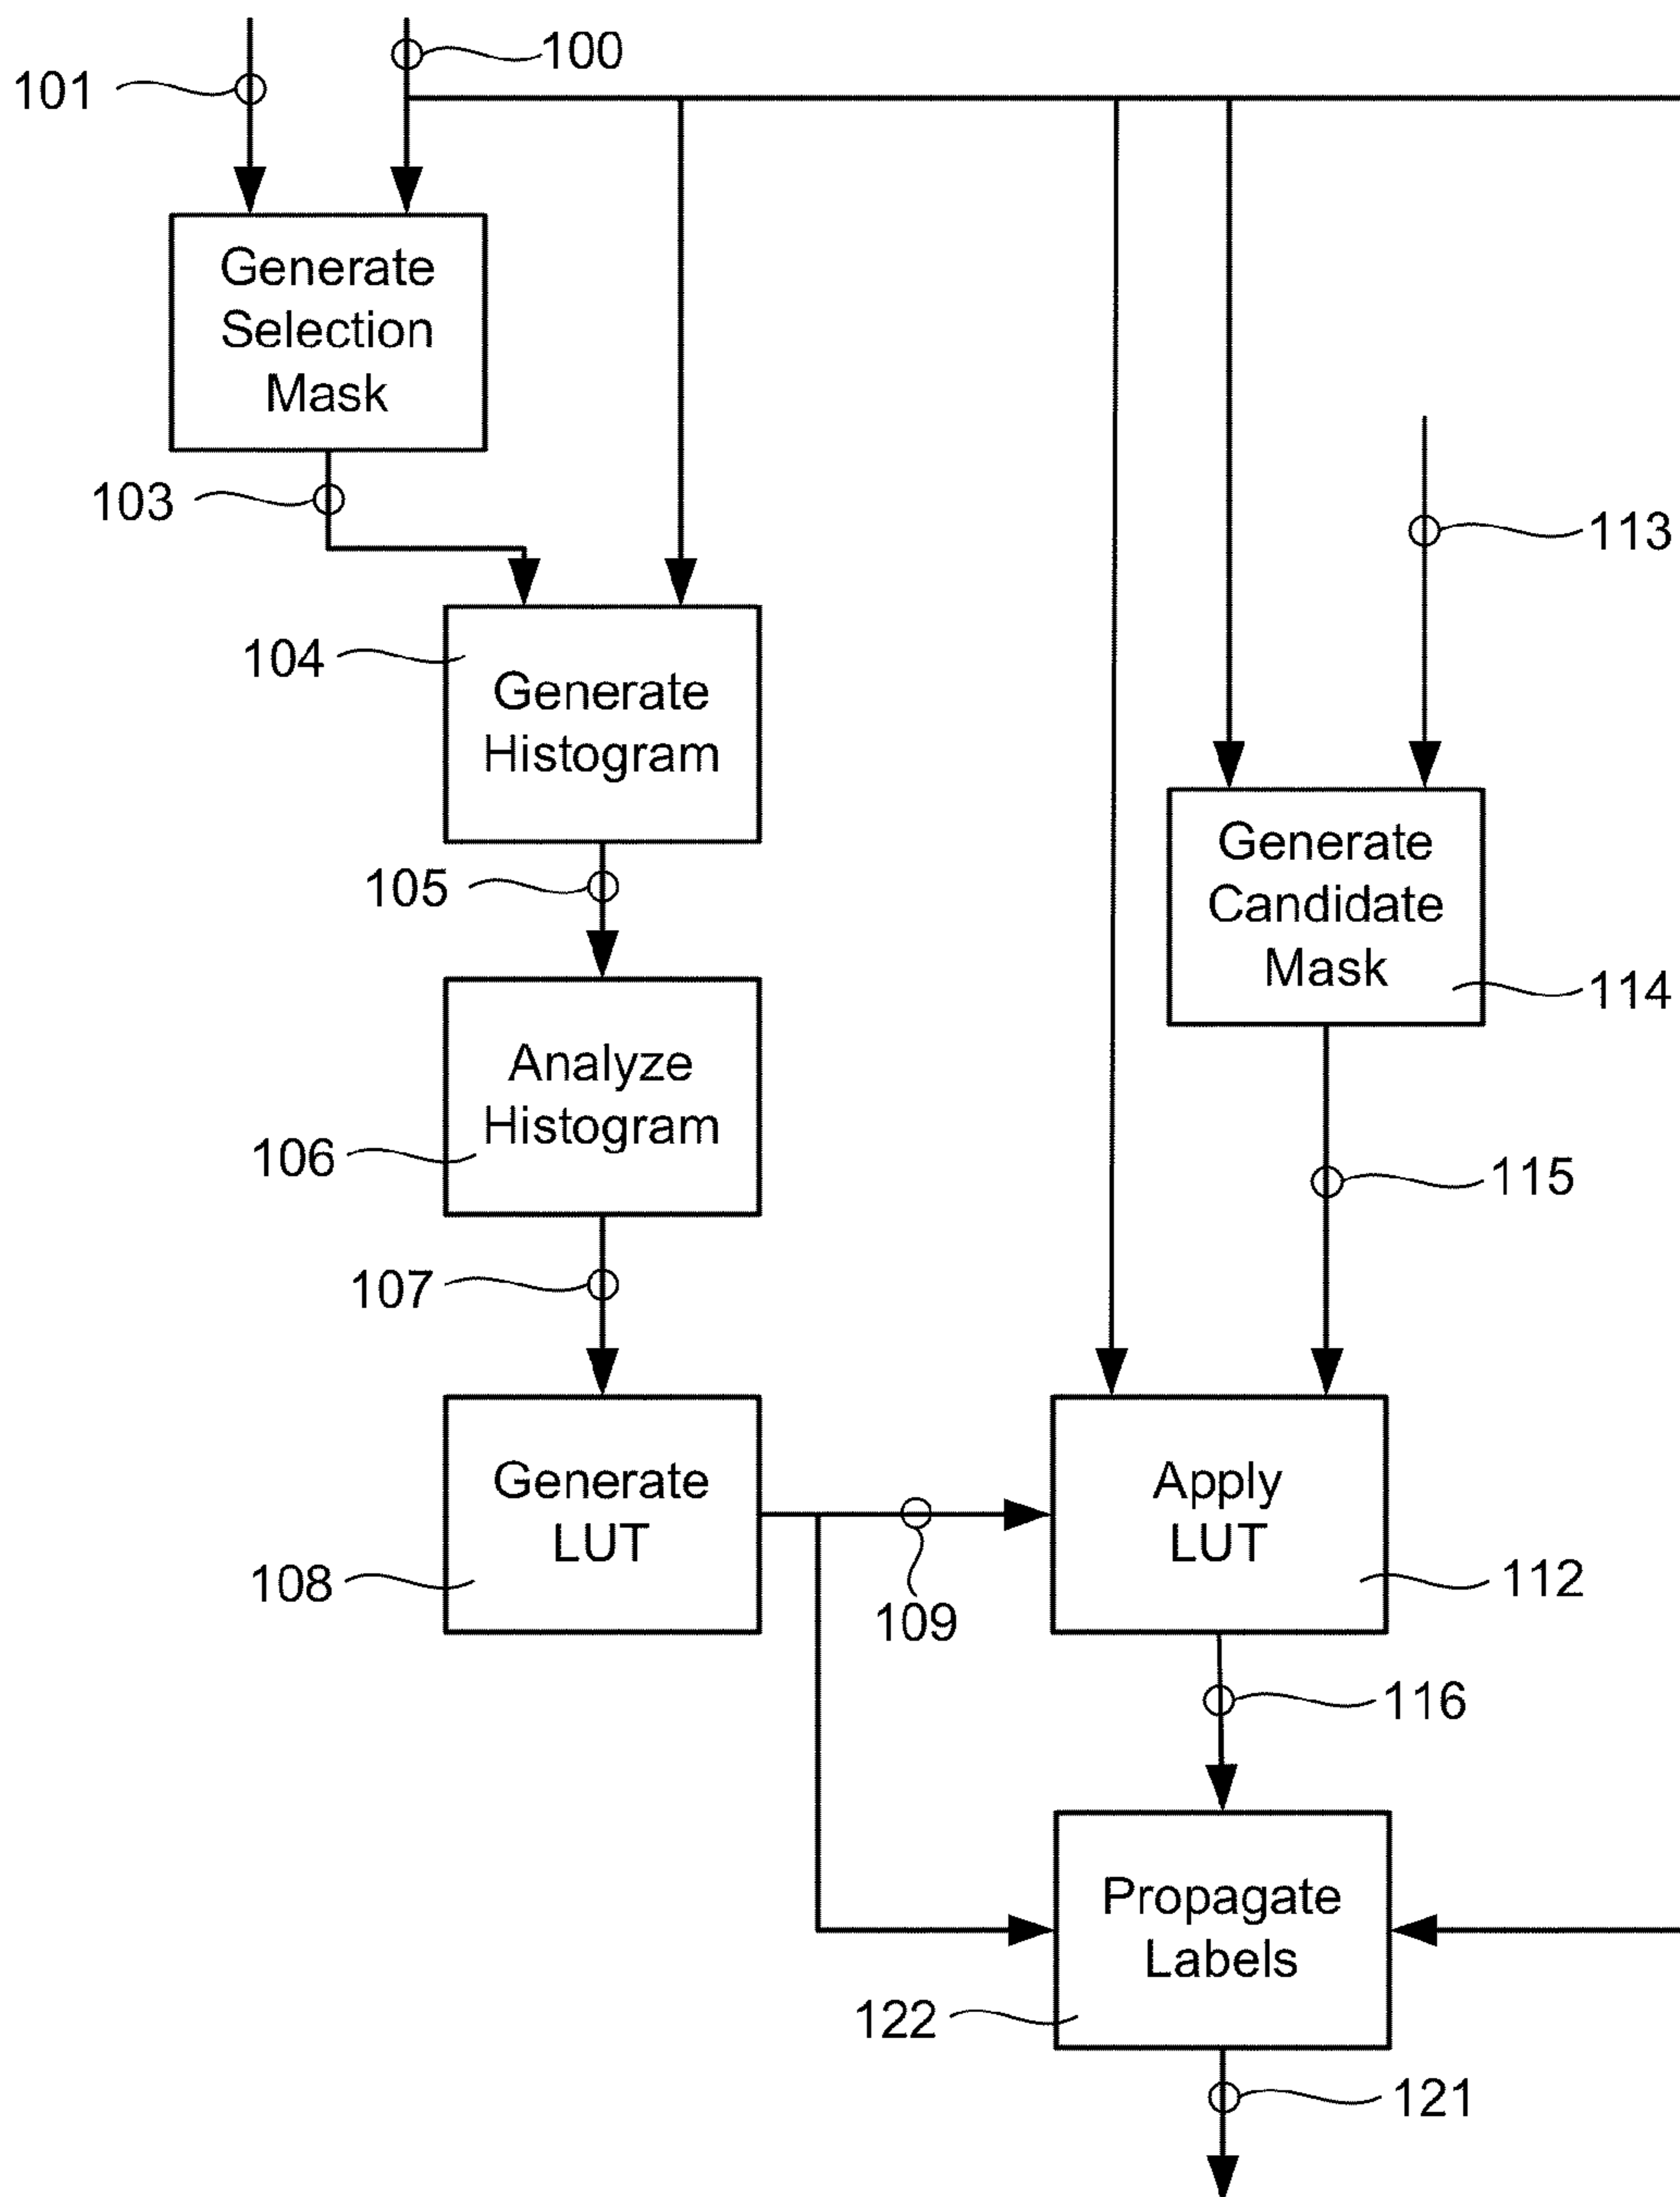 100
101
Generate
Selection
Mask
103
113
104
Generate
Histogram
105
Generate
Candidate
Mask
114
Analyze
Histogram
106
115
107
Generate
LUT
108
109
Apply
LUT
112
116
Propagate
Labels
122
121